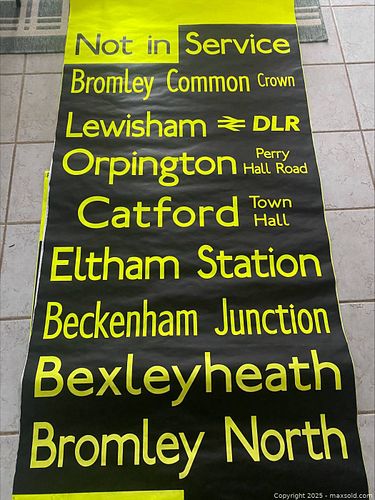 Not in Service
Bromley Common Crown
Lewisham DLR
Orpington Perry Hall Road
Catford Town Hall
Eltham Station
Beckenham Junction
Bexleyheath
Bromley North
Copyright 2025 - maxsold.com